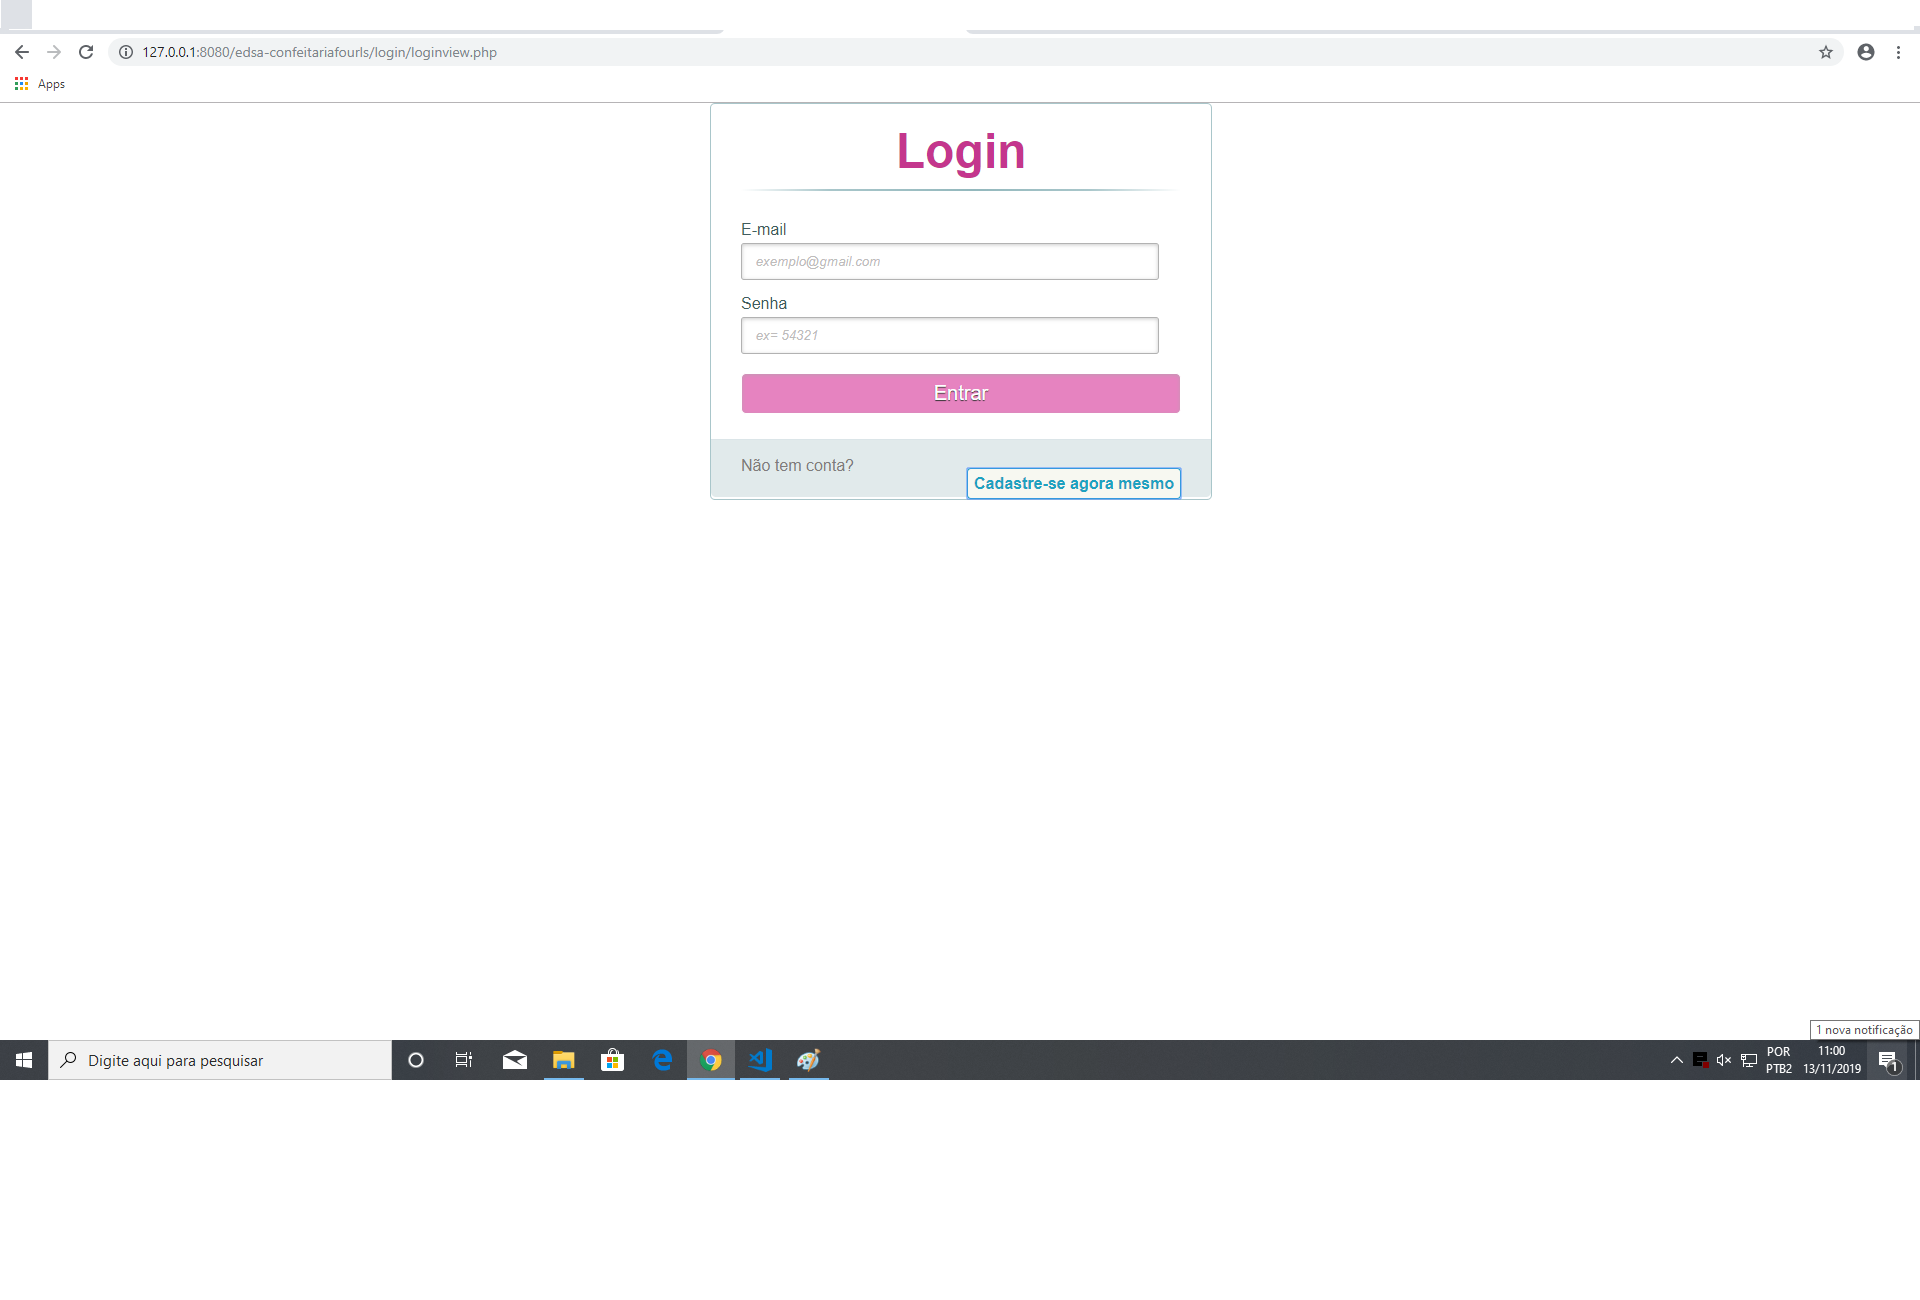 127.0.0.1:8080/edsa-confeitariafourls/login/loginview.php
Apps
Login
E-mail
exemplo@gmail.com
Senha
ex= 54321
Entrar
Não tem conta?
Cadastre-se agora mesmo
1 nova notificação
Digite aqui para pesquisar
POR
PTB2
11:00
13/11/2019
1